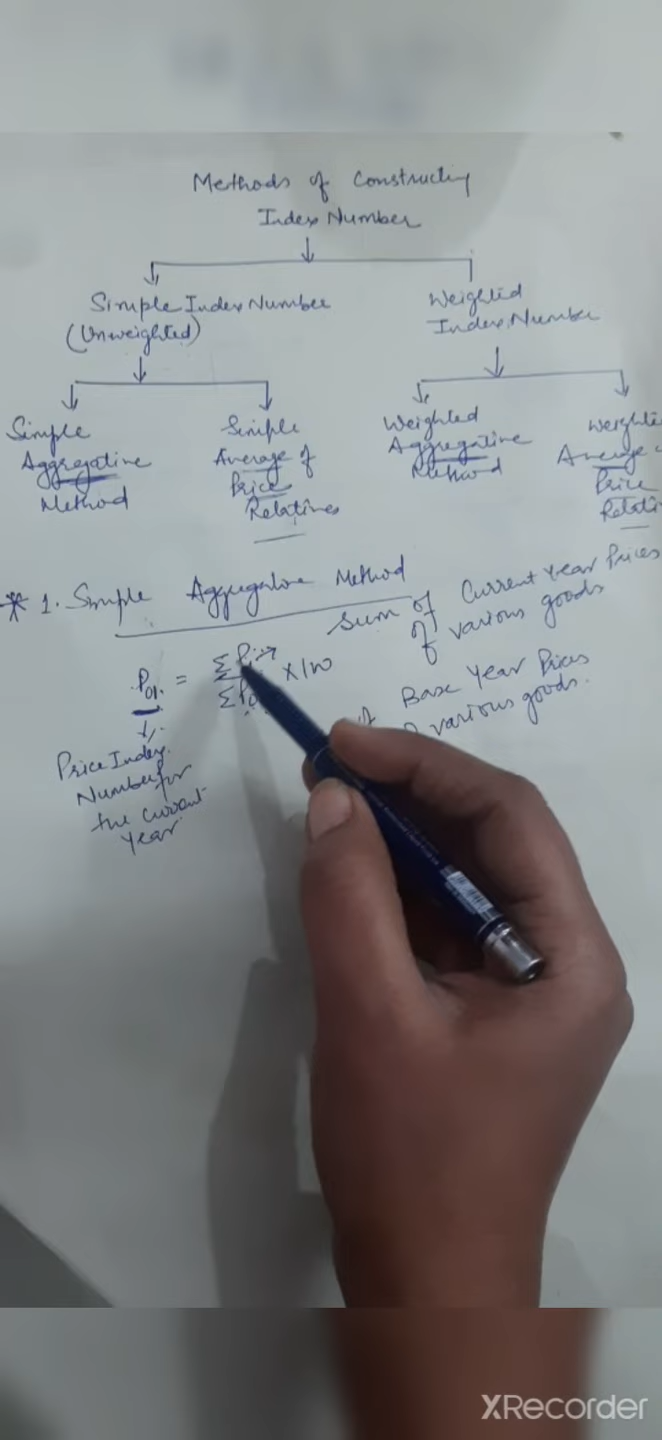 Methods of Constructing
Index Number
Simple Index Number
(Unweighted)
Weighted
Index Number
Simple
Aggregative
Method
Simple
Average of
Price
Relatives
Weighted
Aggregative
Method
Price
* 1. Simple Aggregative Method
P01 = ΣP1 → X100
ΣP0
Sum of Current Year Prices
of various goods
Base Year Prices
various goods.
Price Index
Number for
the current
Year
XRecorder